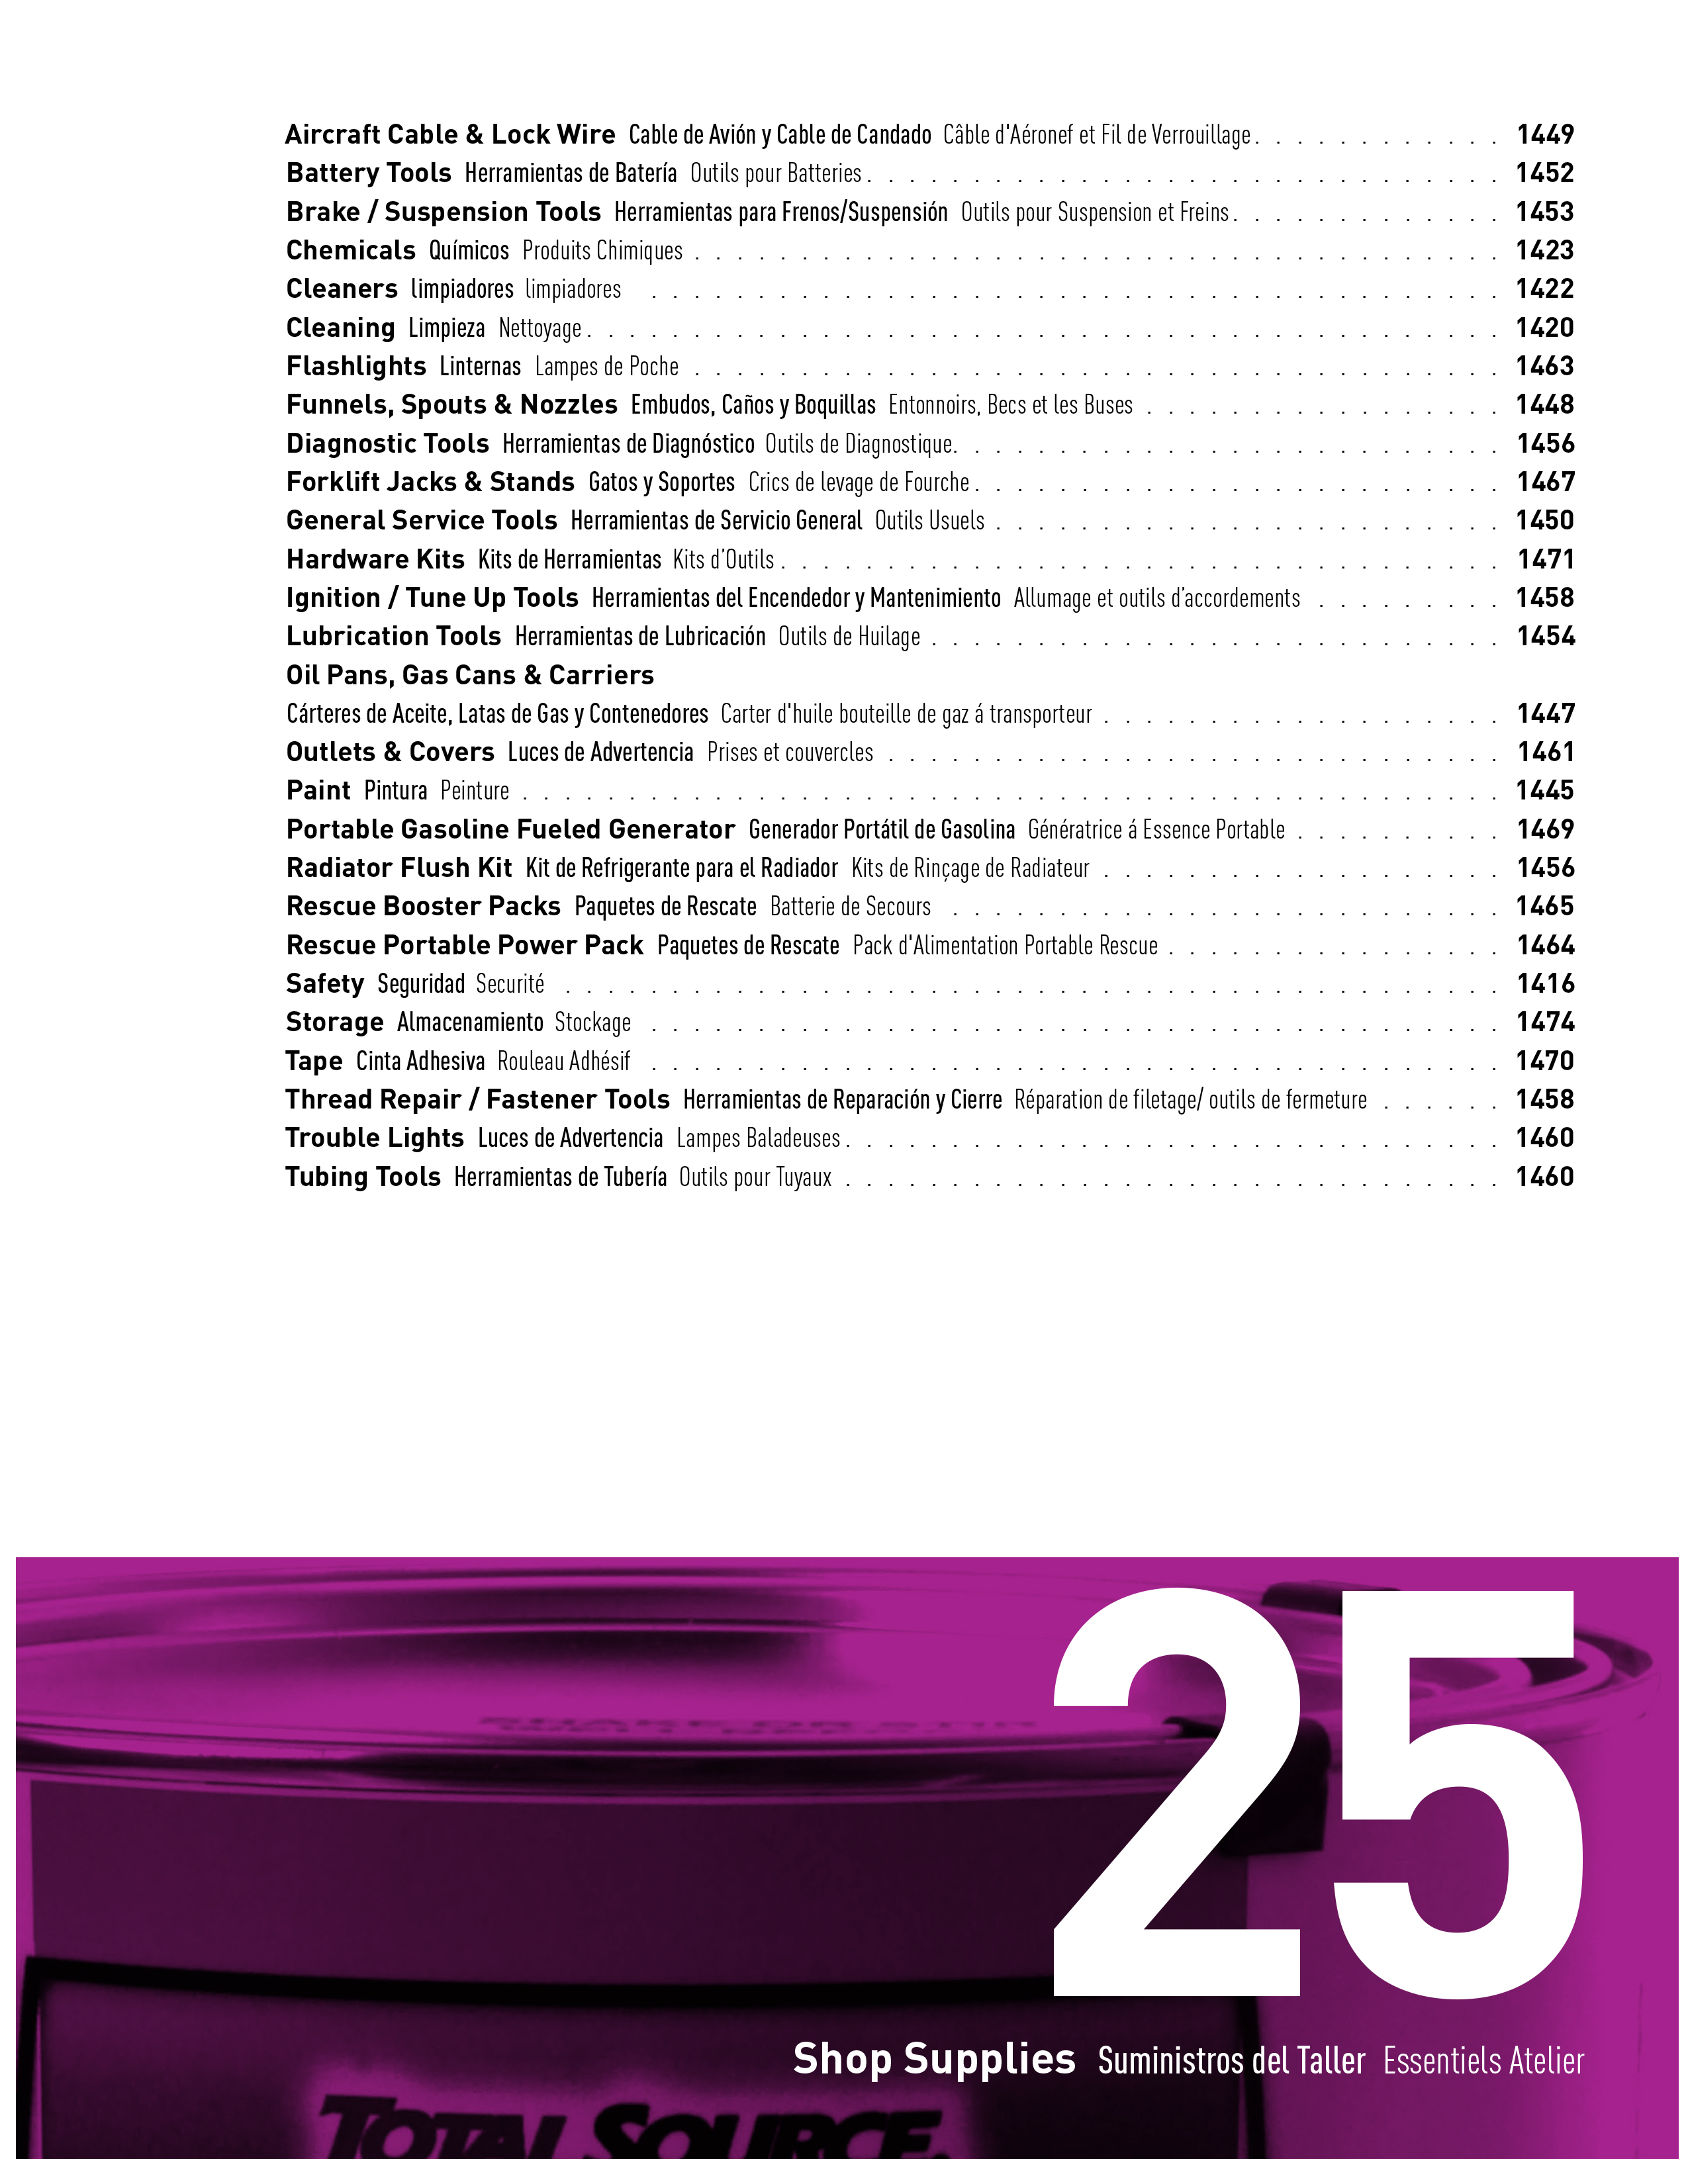 Aircraft Cable & Lock Wire Cable de Avión y Cable de Candado Câble d'Aéronef et Fil de Verrouillage . . . . . . . . . . . . 1449
Battery Tools Herramientas de Batería Outils pour Batteries . . . . . . . . . . . . . . . . . . . . . . . . . . . . . . 1452
Brake / Suspension Tools Herramientas para Frenos/Suspensión Outils pour Suspension et Freins . . . . . . . . . . . . . 1453
Chemicals Químicos Produits Chimiques . . . . . . . . . . . . . . . . . . . . . . . . . . . . . . . . . . . . . . 1423
Cleaners limpiadores limpiadores . . . . . . . . . . . . . . . . . . . . . . . . . . . . . . . . . . . . . . . . 1422
Cleaning Limpieza Nettoyage . . . . . . . . . . . . . . . . . . . . . . . . . . . . . . . . . . . . . . . . . . . 1420
Flashlights Linternas Lampes de Poche . . . . . . . . . . . . . . . . . . . . . . . . . . . . . . . . . . . . . . 1463
Funnels, Spouts & Nozzles Embudos, Caños y Boquillas Entonnoirs, Becs et les Buses . . . . . . . . . . . . . . . . . 1448
Diagnostic Tools Herramientas de Diagnóstico Outils de Diagnostique . . . . . . . . . . . . . . . . . . . . . . . . . . 1456
Forklift Jacks & Stands Gatos y Soportes Crics de levage de Fourche . . . . . . . . . . . . . . . . . . . . . . . . . 1467
General Service Tools Herramientas de Servicio General Outils Usuels . . . . . . . . . . . . . . . . . . . . . . . . 1450
Hardware Kits Kits de Herramientas Kits d’Outils . . . . . . . . . . . . . . . . . . . . . . . . . . . . . . . . . . 1471
Ignition / Tune Up Tools Herramientas del Encendedor y Mantenimiento Allumage et outils d’accordements . . . . . . . . . 1458
Lubrication Tools Herramientas de Lubricación Outils de Huilage . . . . . . . . . . . . . . . . . . . . . . . . . . . 1454
Oil Pans, Gas Cans & Carriers
Cárteres de Aceite, Latas de Gas y Contenedores Carter d'huile bouteille de gaz á transporteur . . . . . . . . . . . . . . . . . . . 1447
Outlets & Covers Luces de Advertencia Prises et couvercles . . . . . . . . . . . . . . . . . . . . . . . . . . . . . 1461
Paint Pintura Peinture . . . . . . . . . . . . . . . . . . . . . . . . . . . . . . . . . . . . . . . . . . . . . . 1445
Portable Gasoline Fueled Generator Generador Portátil de Gasolina Génératrice á Essence Portable . . . . . . . . . . 1469
Radiator Flush Kit Kit de Refrigerante para el Radiador Kits de Rinçage de Radiateur . . . . . . . . . . . . . . . . . . . 1456
Rescue Booster Packs Paquetes de Rescate Batterie de Secours . . . . . . . . . . . . . . . . . . . . . . . . . . 1465
Rescue Portable Power Pack Paquetes de Rescate Pack d'Alimentation Portable Rescue . . . . . . . . . . . . . . . . 1464
Safety Seguridad Securité . . . . . . . . . . . . . . . . . . . . . . . . . . . . . . . . . . . . . . . . . . . . 1416
Storage Almacenamiento Stockage . . . . . . . . . . . . . . . . . . . . . . . . . . . . . . . . . . . . . . . . 1474
Tape Cinta Adhesiva Rouleau Adhésif . . . . . . . . . . . . . . . . . . . . . . . . . . . . . . . . . . . . . . . . 1470
Thread Repair / Fastener Tools Herramientas de Reparación y Cierre Réparation de filetage/ outils de fermeture . . . . . . 1458
Trouble Lights Luces de Advertencia Lampes Baladeuses . . . . . . . . . . . . . . . . . . . . . . . . . . . . . . . 1460
Tubing Tools Herramientas de Tubería Outils pour Tuyaux . . . . . . . . . . . . . . . . . . . . . . . . . . . . . . . 1460
25
Shop Supplies Suministros del Taller Essentiels Atelier
TOTAL SOURCE.